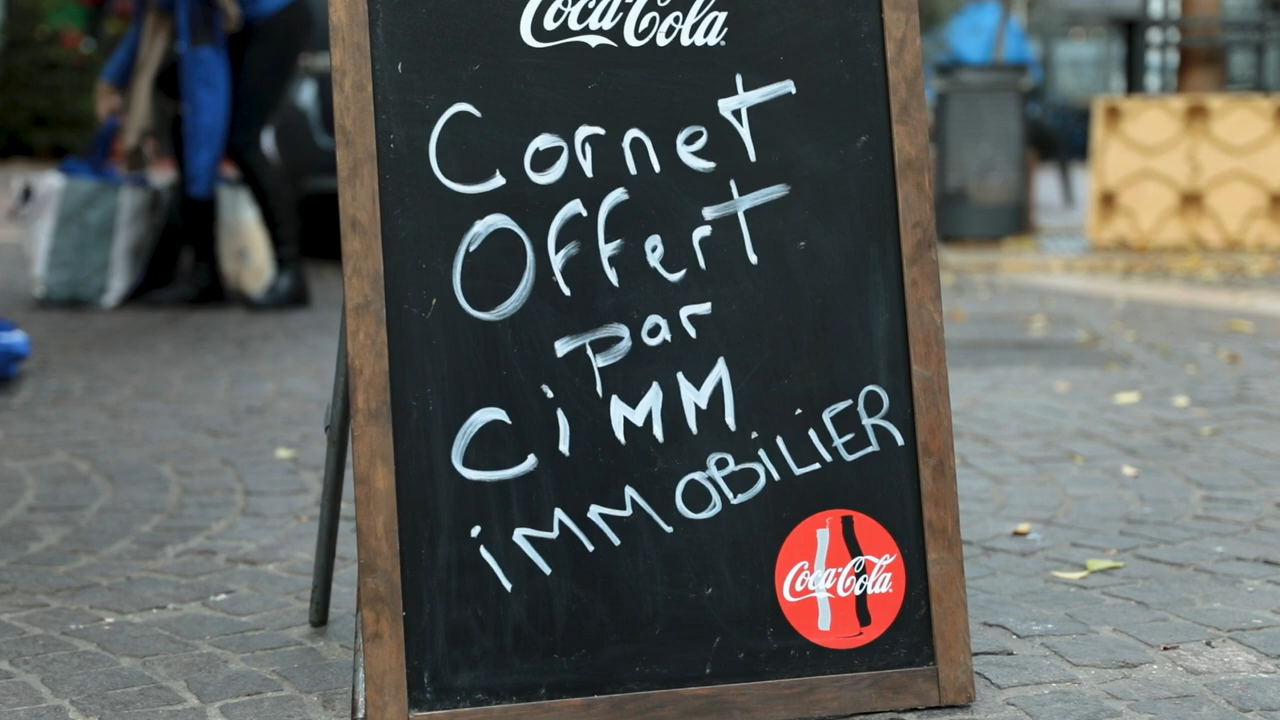 Coca-Cola
Cornet
Offert
par
CiMM
iMMOBiLiER
Coca-Cola